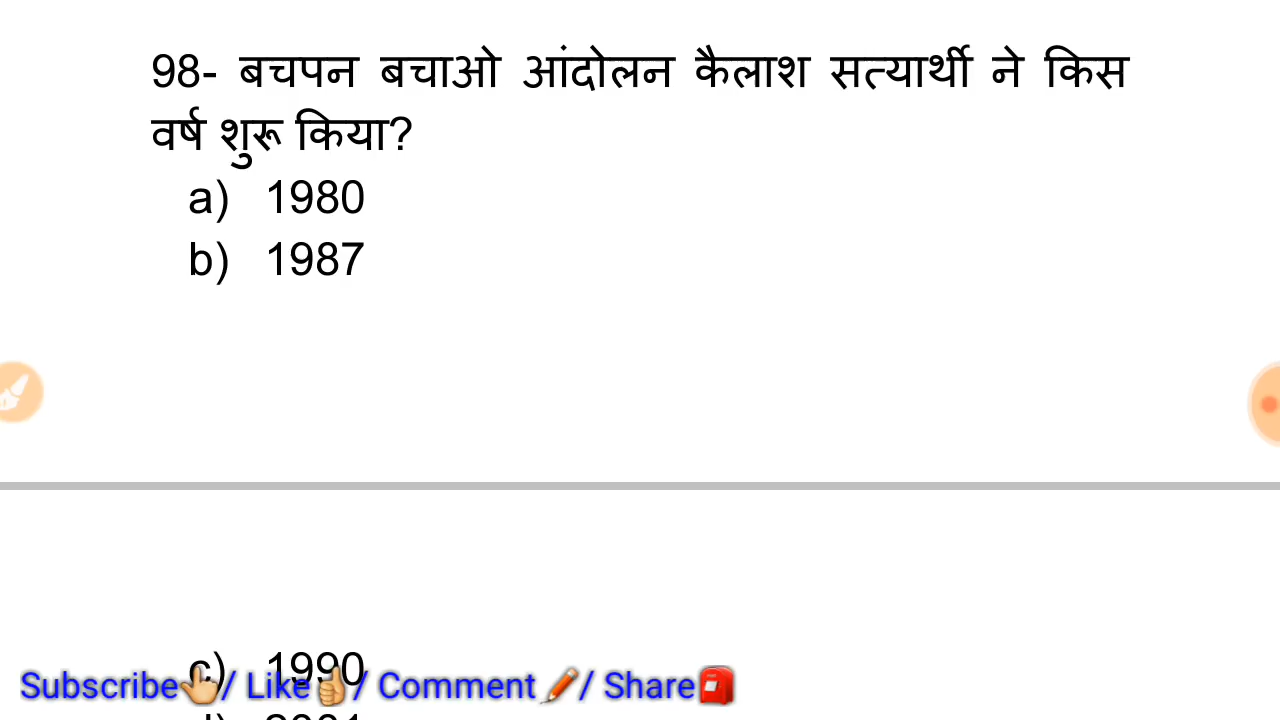 98- बचपन बचाओ आंदोलन कैलाश सत्यार्थी ने किस
वर्ष शुरू किया?
a) 1980
b) 1987
c) 1990
Subscribe👆/ Like👍/ Comment✏️/ Share📮